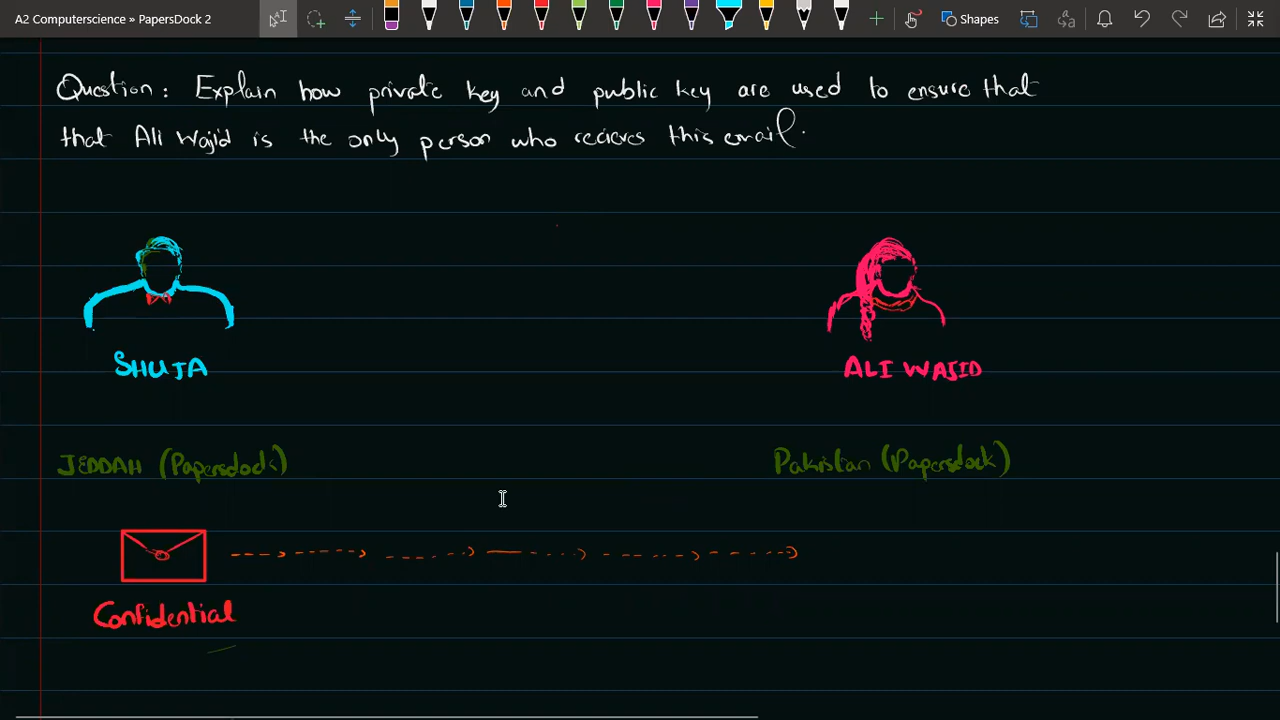 A2 Computerscience » PapersDock 2
Shapes
Question: Explain how private key and public key are used to ensure that
that Ali Wajid is the only person who recieves this email.
SHUJA
ALI WAJID
JEDDAH (Papersdock)
Pakistan (Papersdock)
Confidential